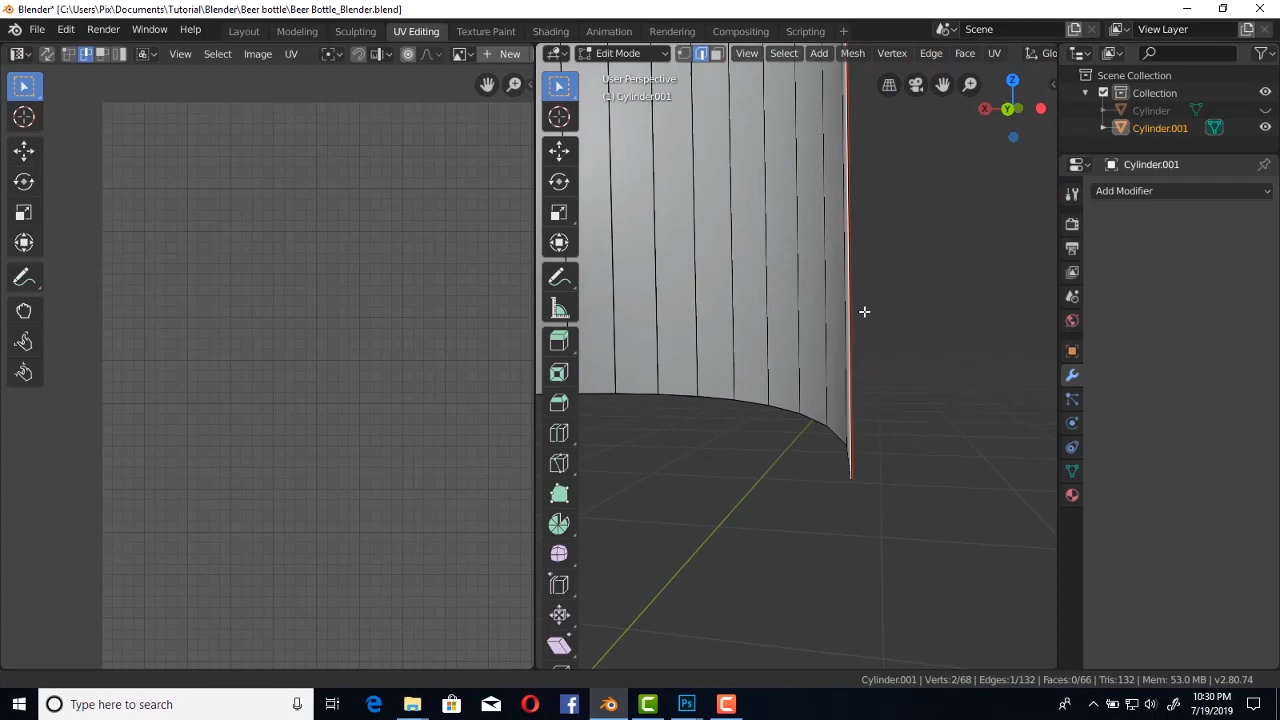 Blender* [C:\Users\Pix\Documents\Tutorial\Blender\Beer bottle\Beer Bottle_Blender.blend]
File Edit Render Window Help Layout Modeling Sculpting UV Editing Texture Paint Shading Animation Rendering Compositing Scripting + Scene View Layer
View Select Image UV + New Edit Mode View Select Add Mesh Vertex Edge Face UV Glo
User Perspective
(1) Cylinder.001
Z
X
Y
Scene Collection
Collection
Cylinder
Cylinder.001
Cylinder.001
Add Modifier
Cylinder.001 | Verts:2/68 | Edges:1/132 | Faces:0/66 | Tris:132 | Mem: 53.0 MB | v2.80.74
Type here to search
Ps
10:30 PM
7/19/2019